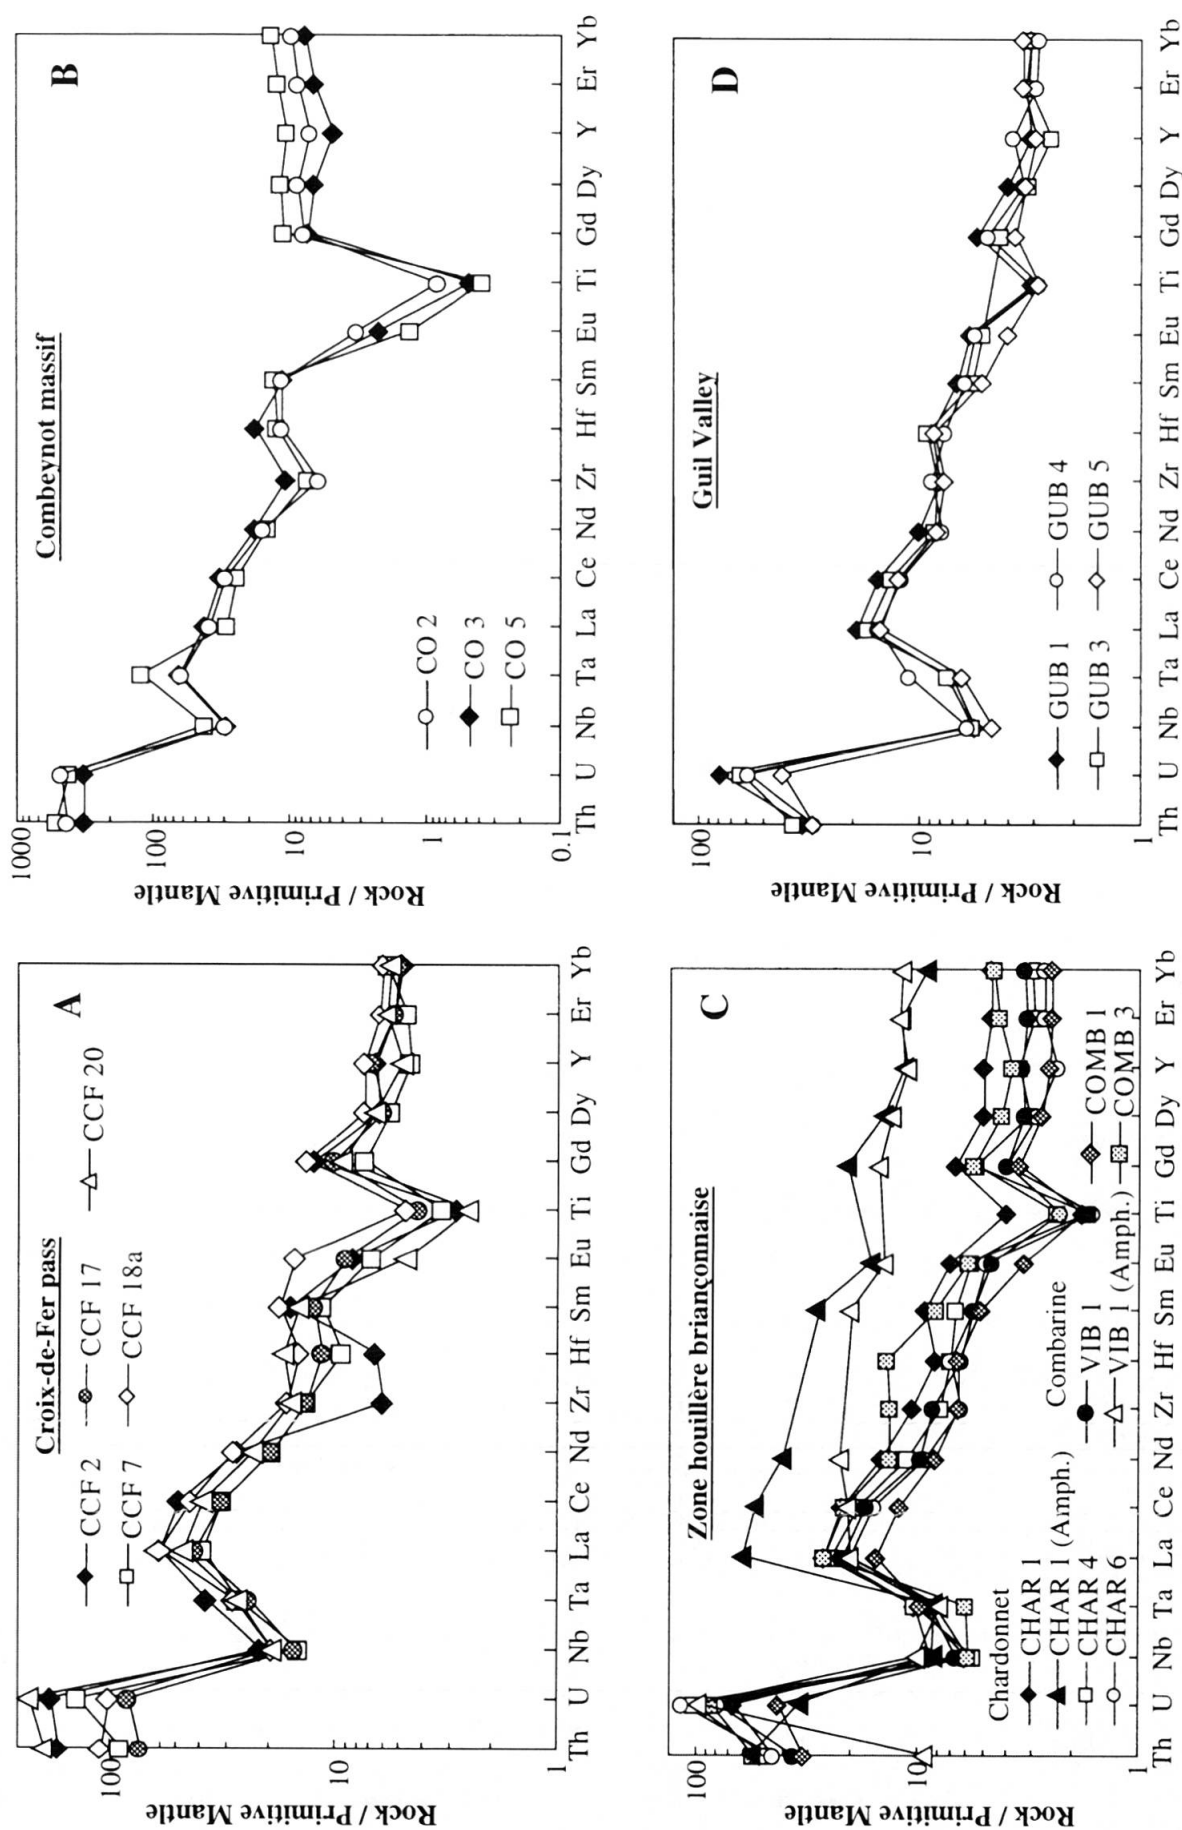 A
Croix-de-Fer pass
CCF 2
CCF 17
CCF 20
CCF 7
CCF 18a
Rock / Primitive Mantle
100
10
1
Th U Nb Ta La Ce Nd Zr Hf Sm Eu Ti Gd Dy Y Er Yb
B
Combeynot massif
CO 2
CO 3
CO 5
Rock / Primitive Mantle
1000
100
10
1
0.1
Th U Nb Ta La Ce Nd Zr Hf Sm Eu Ti Gd Dy Y Er Yb
C
Zone houillère briançonnaise
Chardonnet
CHAR 1
CHAR 1 (Amph.)
CHAR 4
CHAR 6
Combarine
VIB 1
VIB 1 (Amph.)
COMB 1
COMB 3
Rock / Primitive Mantle
100
10
1
Th U Nb Ta La Ce Nd Zr Hf Sm Eu Ti Gd Dy Y Er Yb
D
Guil Valley
GUB 1
GUB 4
GUB 3
GUB 5
Rock / Primitive Mantle
100
10
1
Th U Nb Ta La Ce Nd Zr Hf Sm Eu Ti Gd Dy Y Er Yb